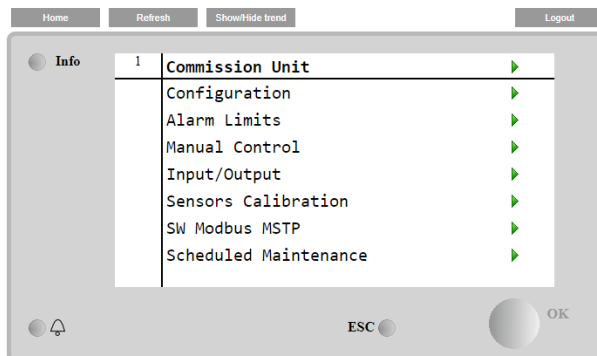 Home Refresh Show/Hide trend Logout
Info
1 Commission Unit
Configuration
Alarm Limits
Manual Control
Input/Output
Sensors Calibration
SW Modbus MSTP
Scheduled Maintenance
ESC OK